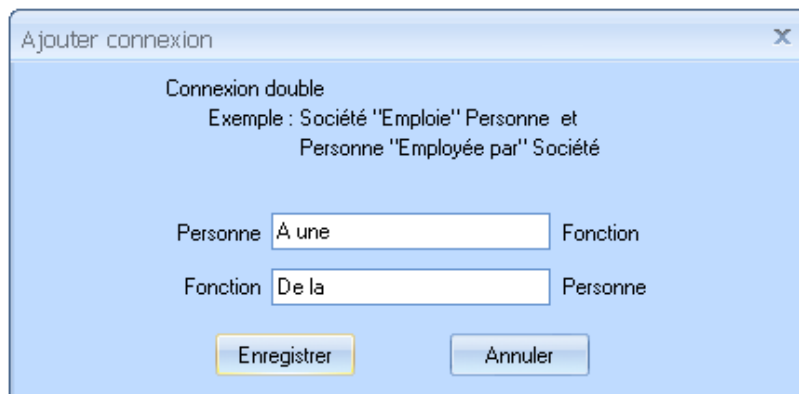 Ajouter connexion
Connexion double
Exemple : Société "Emploie" Personne et
Personne "Employée par" Société
Personne A une Fonction
Fonction De la Personne
Enregistrer Annuler